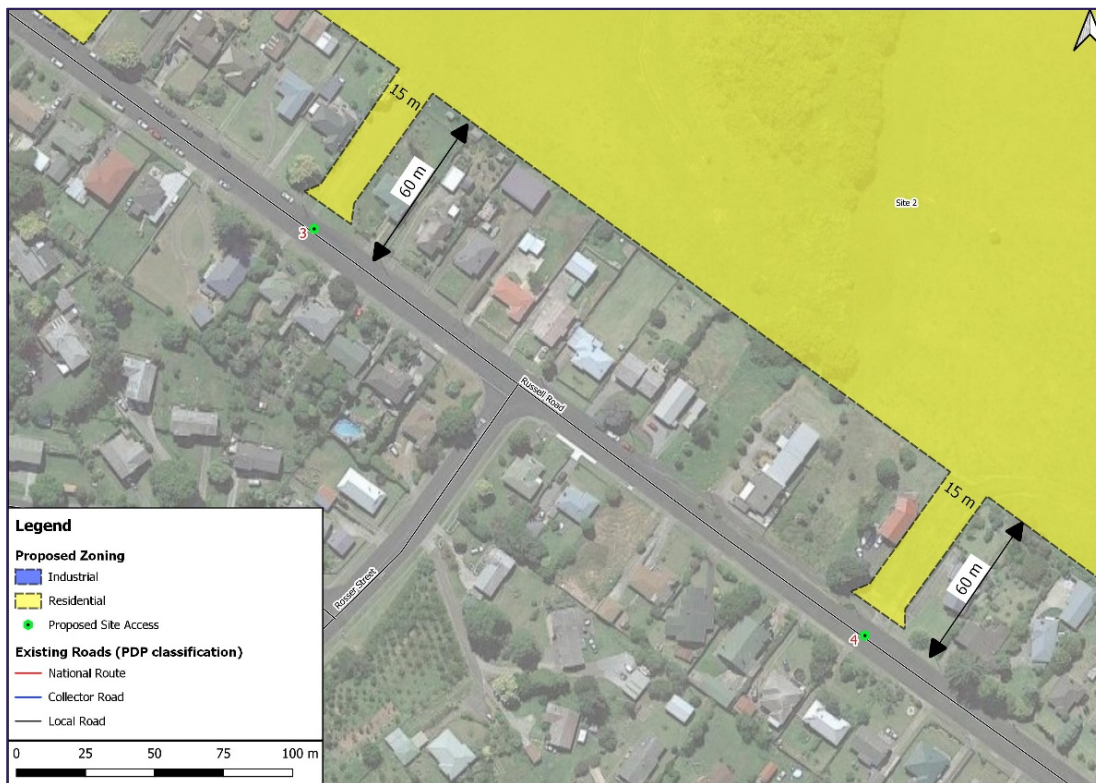 15 m
60 m
Site 2
3
Russell Road
15 m
60 m
Rosser Street
4
Legend
Proposed Zoning
Industrial
Residential
Proposed Site Access
Existing Roads (PDP classification)
National Route
Collector Road
Local Road
0 25 50 75 100 m